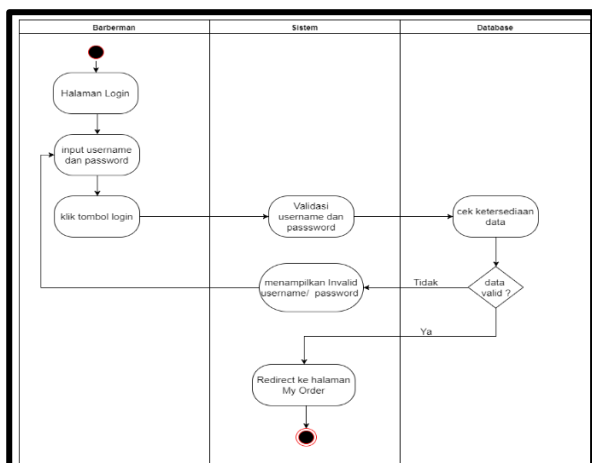 Barberman
Sistem
Database
Halaman Login
input username
dan password
klik tombol login
Validasi
username dan
passsword
cek ketersediaan
data
data
valid ?
Tidak
menampilkan Invalid
username/ password
Ya
Redirect ke halaman
My Order